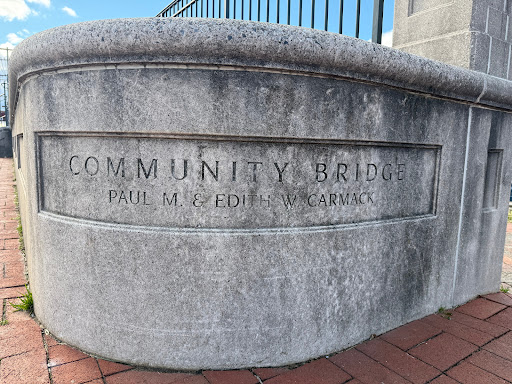 COMMUNITY BRIDGE
PAUL M. & EDITH W. CARMACK